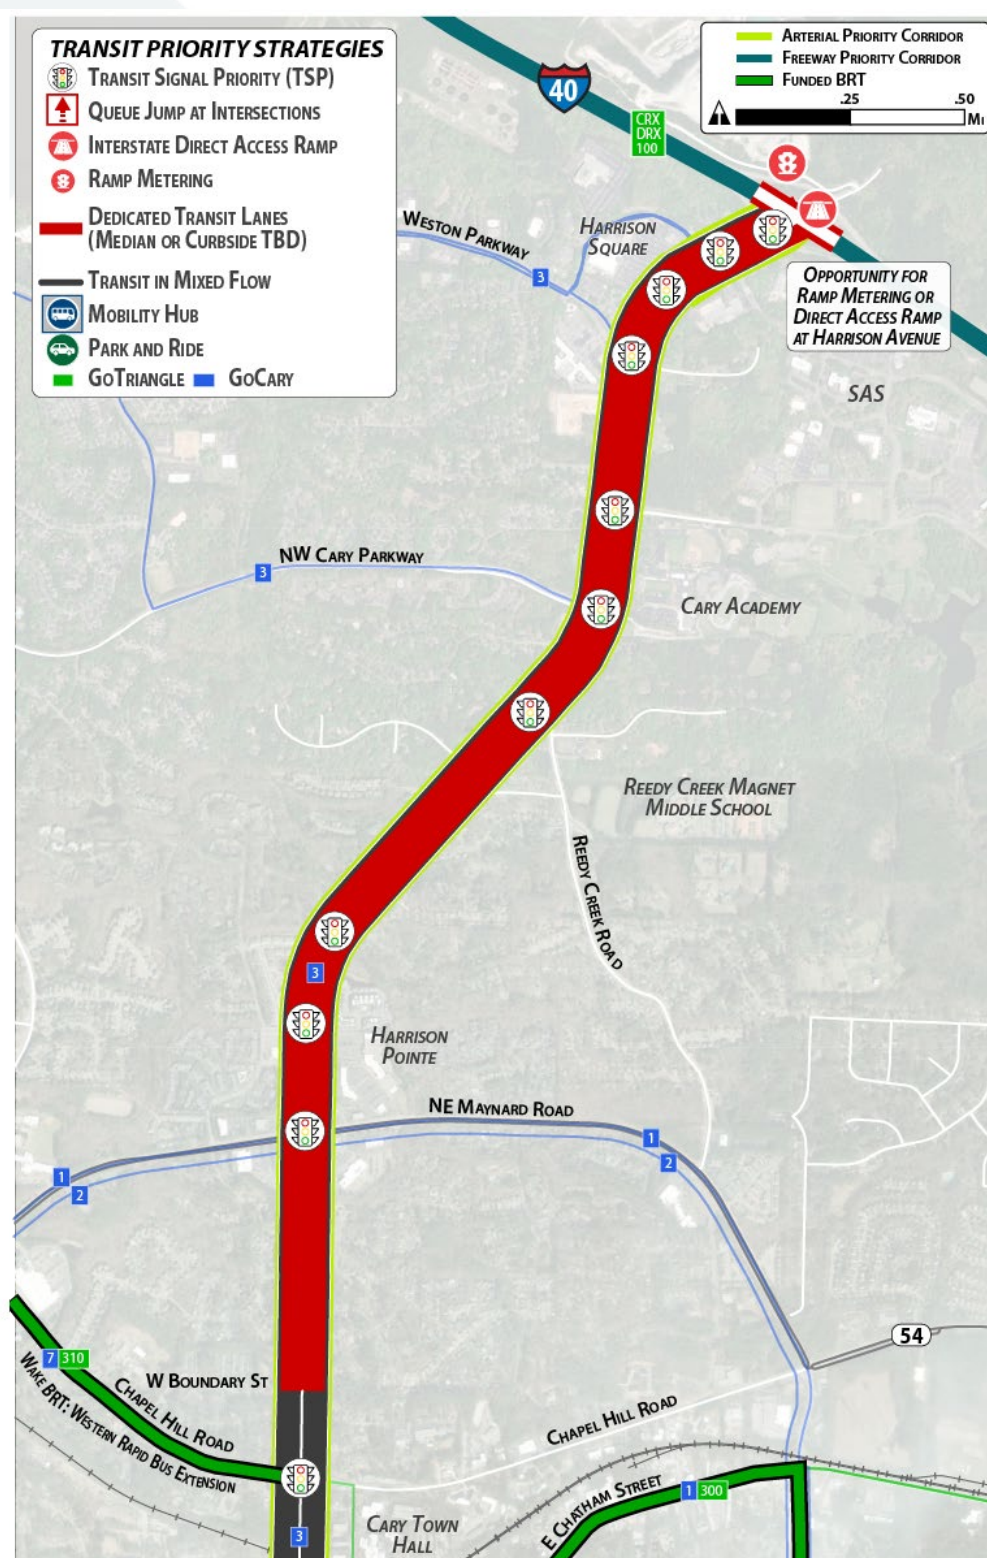 TRANSIT PRIORITY STRATEGIES
TRANSIT SIGNAL PRIORITY (TSP)
QUEUE JUMP AT INTERSECTIONS
INTERSTATE DIRECT ACCESS RAMP
RAMP METERING
DEDICATED TRANSIT LANES
(MEDIAN OR CURBSIDE TBD)
TRANSIT IN MIXED FLOW
MOBILITY HUB
PARK AND RIDE
GOTRIANGLE GOCARY
ARTERIAL PRIORITY CORRIDOR
FREEWAY PRIORITY CORRIDOR
FUNDED BRT
.25 .50
MI
40
CRX
DRX
100
WESTON PARKWAY
3
HARRISON
SQUARE
OPPORTUNITY FOR
RAMP METERING OR
DIRECT ACCESS RAMP
AT HARRISON AVENUE
SAS
NW CARY PARKWAY
3
CARY ACADEMY
REEDY CREEK MAGNET
MIDDLE SCHOOL
REEDY CREEK ROAD
3
HARRISON
POINTE
NE MAYNARD ROAD
1
2
1
2
54
7 310
W BOUNDARY ST
CHAPEL HILL ROAD
WAKE BRT: WESTERN RAPID BUS EXTENSION
CHAPEL HILL ROAD
E CHATHAM STREET
1 300
3
CARY TOWN
HALL